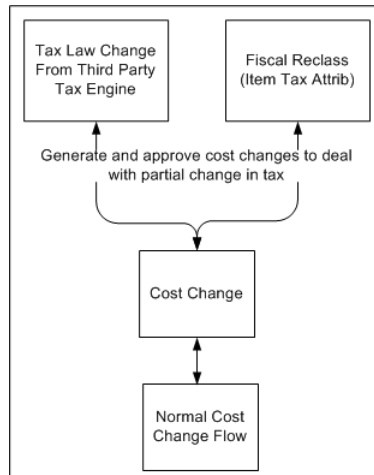 Tax Law Change
From Third Party
Tax Engine
Fiscal Reclass
(Item Tax Attrib)
Generate and approve cost changes to deal
with partial change in tax
Cost Change
Normal Cost
Change Flow